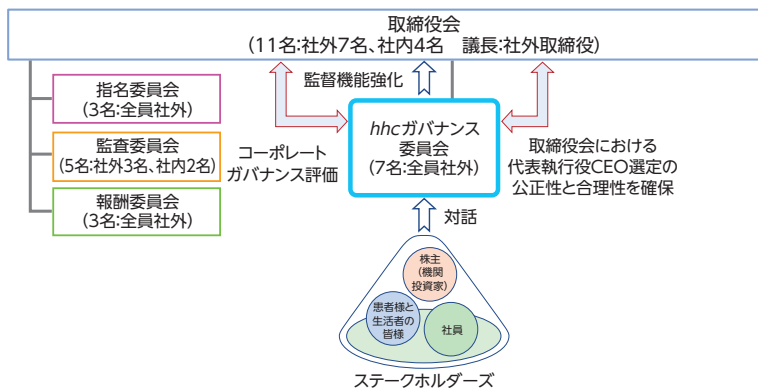 取締役会
(11名:社外7名、社内4名　議長:社外取締役)
指名委員会
(3名:全員社外)
監査委員会
(5名:社外3名、社内2名)
報酬委員会
(3名:全員社外)
監督機能強化
コーポレート
ガバナンス評価
hhcガバナンス
委員会
(7名:全員社外)
取締役会における
代表執行役CEO選定の
公正性と合理性を確保
対話
株主
(機関
投資家)
患者様と
生活者の
皆様
社員
ステークホルダーズ